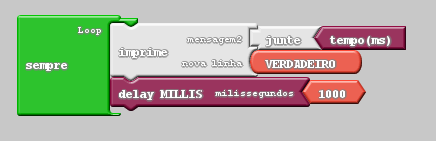 Loop
sempre
imprime
mensagem2
junte
tempo(ms)
nova linha
VERDADEIRO
delay MILLIS
milissegundos
1000